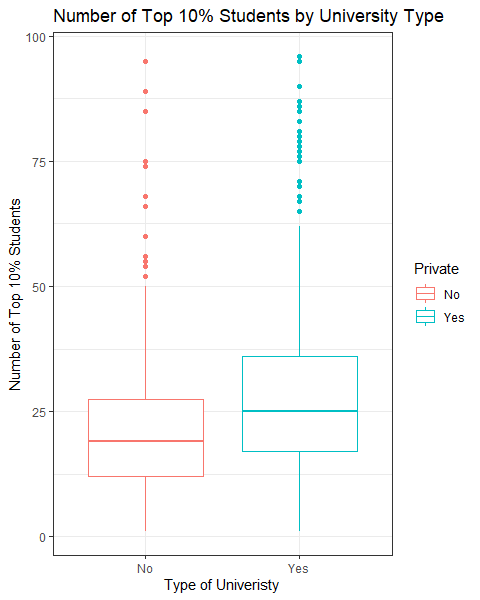 Number of Top 10% Students by University Type
Number of Top 10% Students
100
75
50
25
0
No
Yes
Type of Univeristy
Private
No
Yes